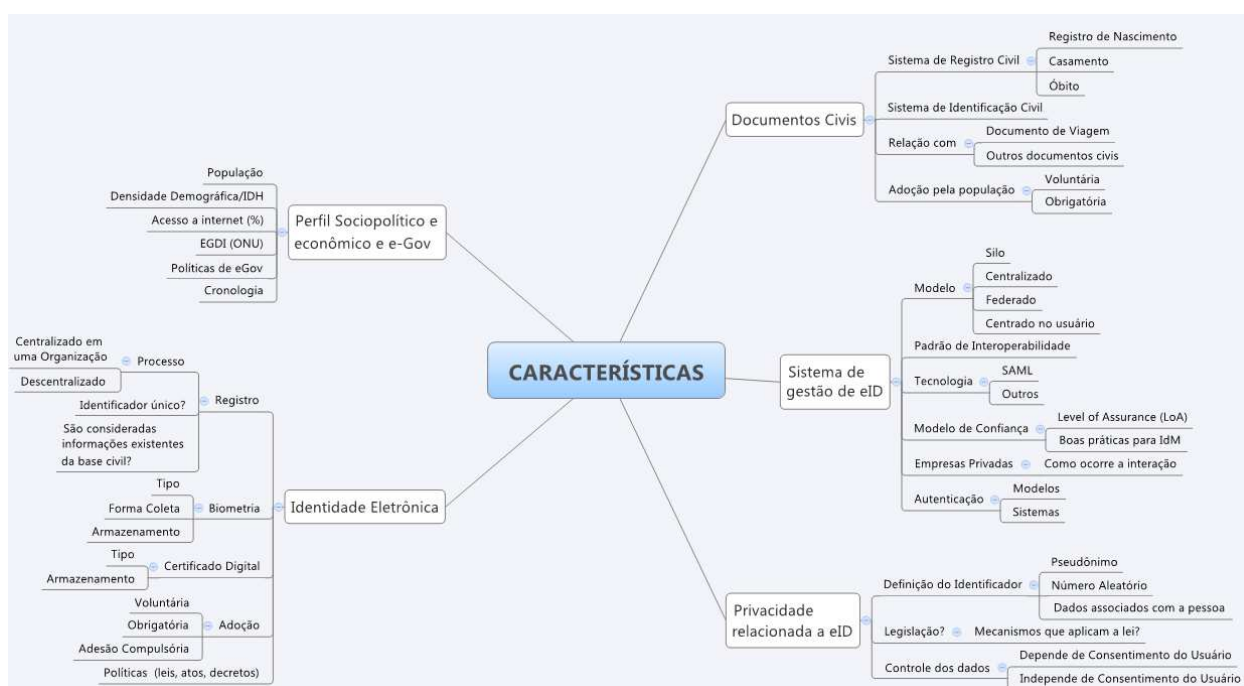 CARACTERÍSTICAS
Perfil Sociopolítico e
econômico e e-Gov
População
Densidade Demográfica/IDH
Acesso a internet (%)
EGDI (ONU)
Políticas de eGov
Cronologia
Identidade Eletrônica
Registro
Processo
Centralizado em
uma Organização
Descentralizado
Identificador único?
São consideradas
informações existentes
da base civil?
Biometria
Tipo
Forma Coleta
Armazenamento
Certificado Digital
Tipo
Armazenamento
Adoção
Voluntária
Obrigatória
Adesão Compulsória
Políticas (leis, atos, decretos)
Documentos Civis
Sistema de Registro Civil
Registro de Nascimento
Casamento
Óbito
Sistema de Identificação Civil
Relação com
Documento de Viagem
Outros documentos civis
Adoção pela população
Voluntária
Obrigatória
Sistema de
gestão de eID
Modelo
Silo
Centralizado
Federado
Centrado no usuário
Padrão de Interoperabilidade
Tecnologia
SAML
Outros
Modelo de Confiança
Level of Assurance (LoA)
Boas práticas para IdM
Empresas Privadas
Como ocorre a interação
Autenticação
Modelos
Sistemas
Privacidade
relacionada a eID
Definição do Identificador
Pseudônimo
Número Aleatório
Dados associados com a pessoa
Legislação?
Mecanismos que aplicam a lei?
Controle dos dados
Depende de Consentimento do Usuário
Independe de Consentimento do Usuário